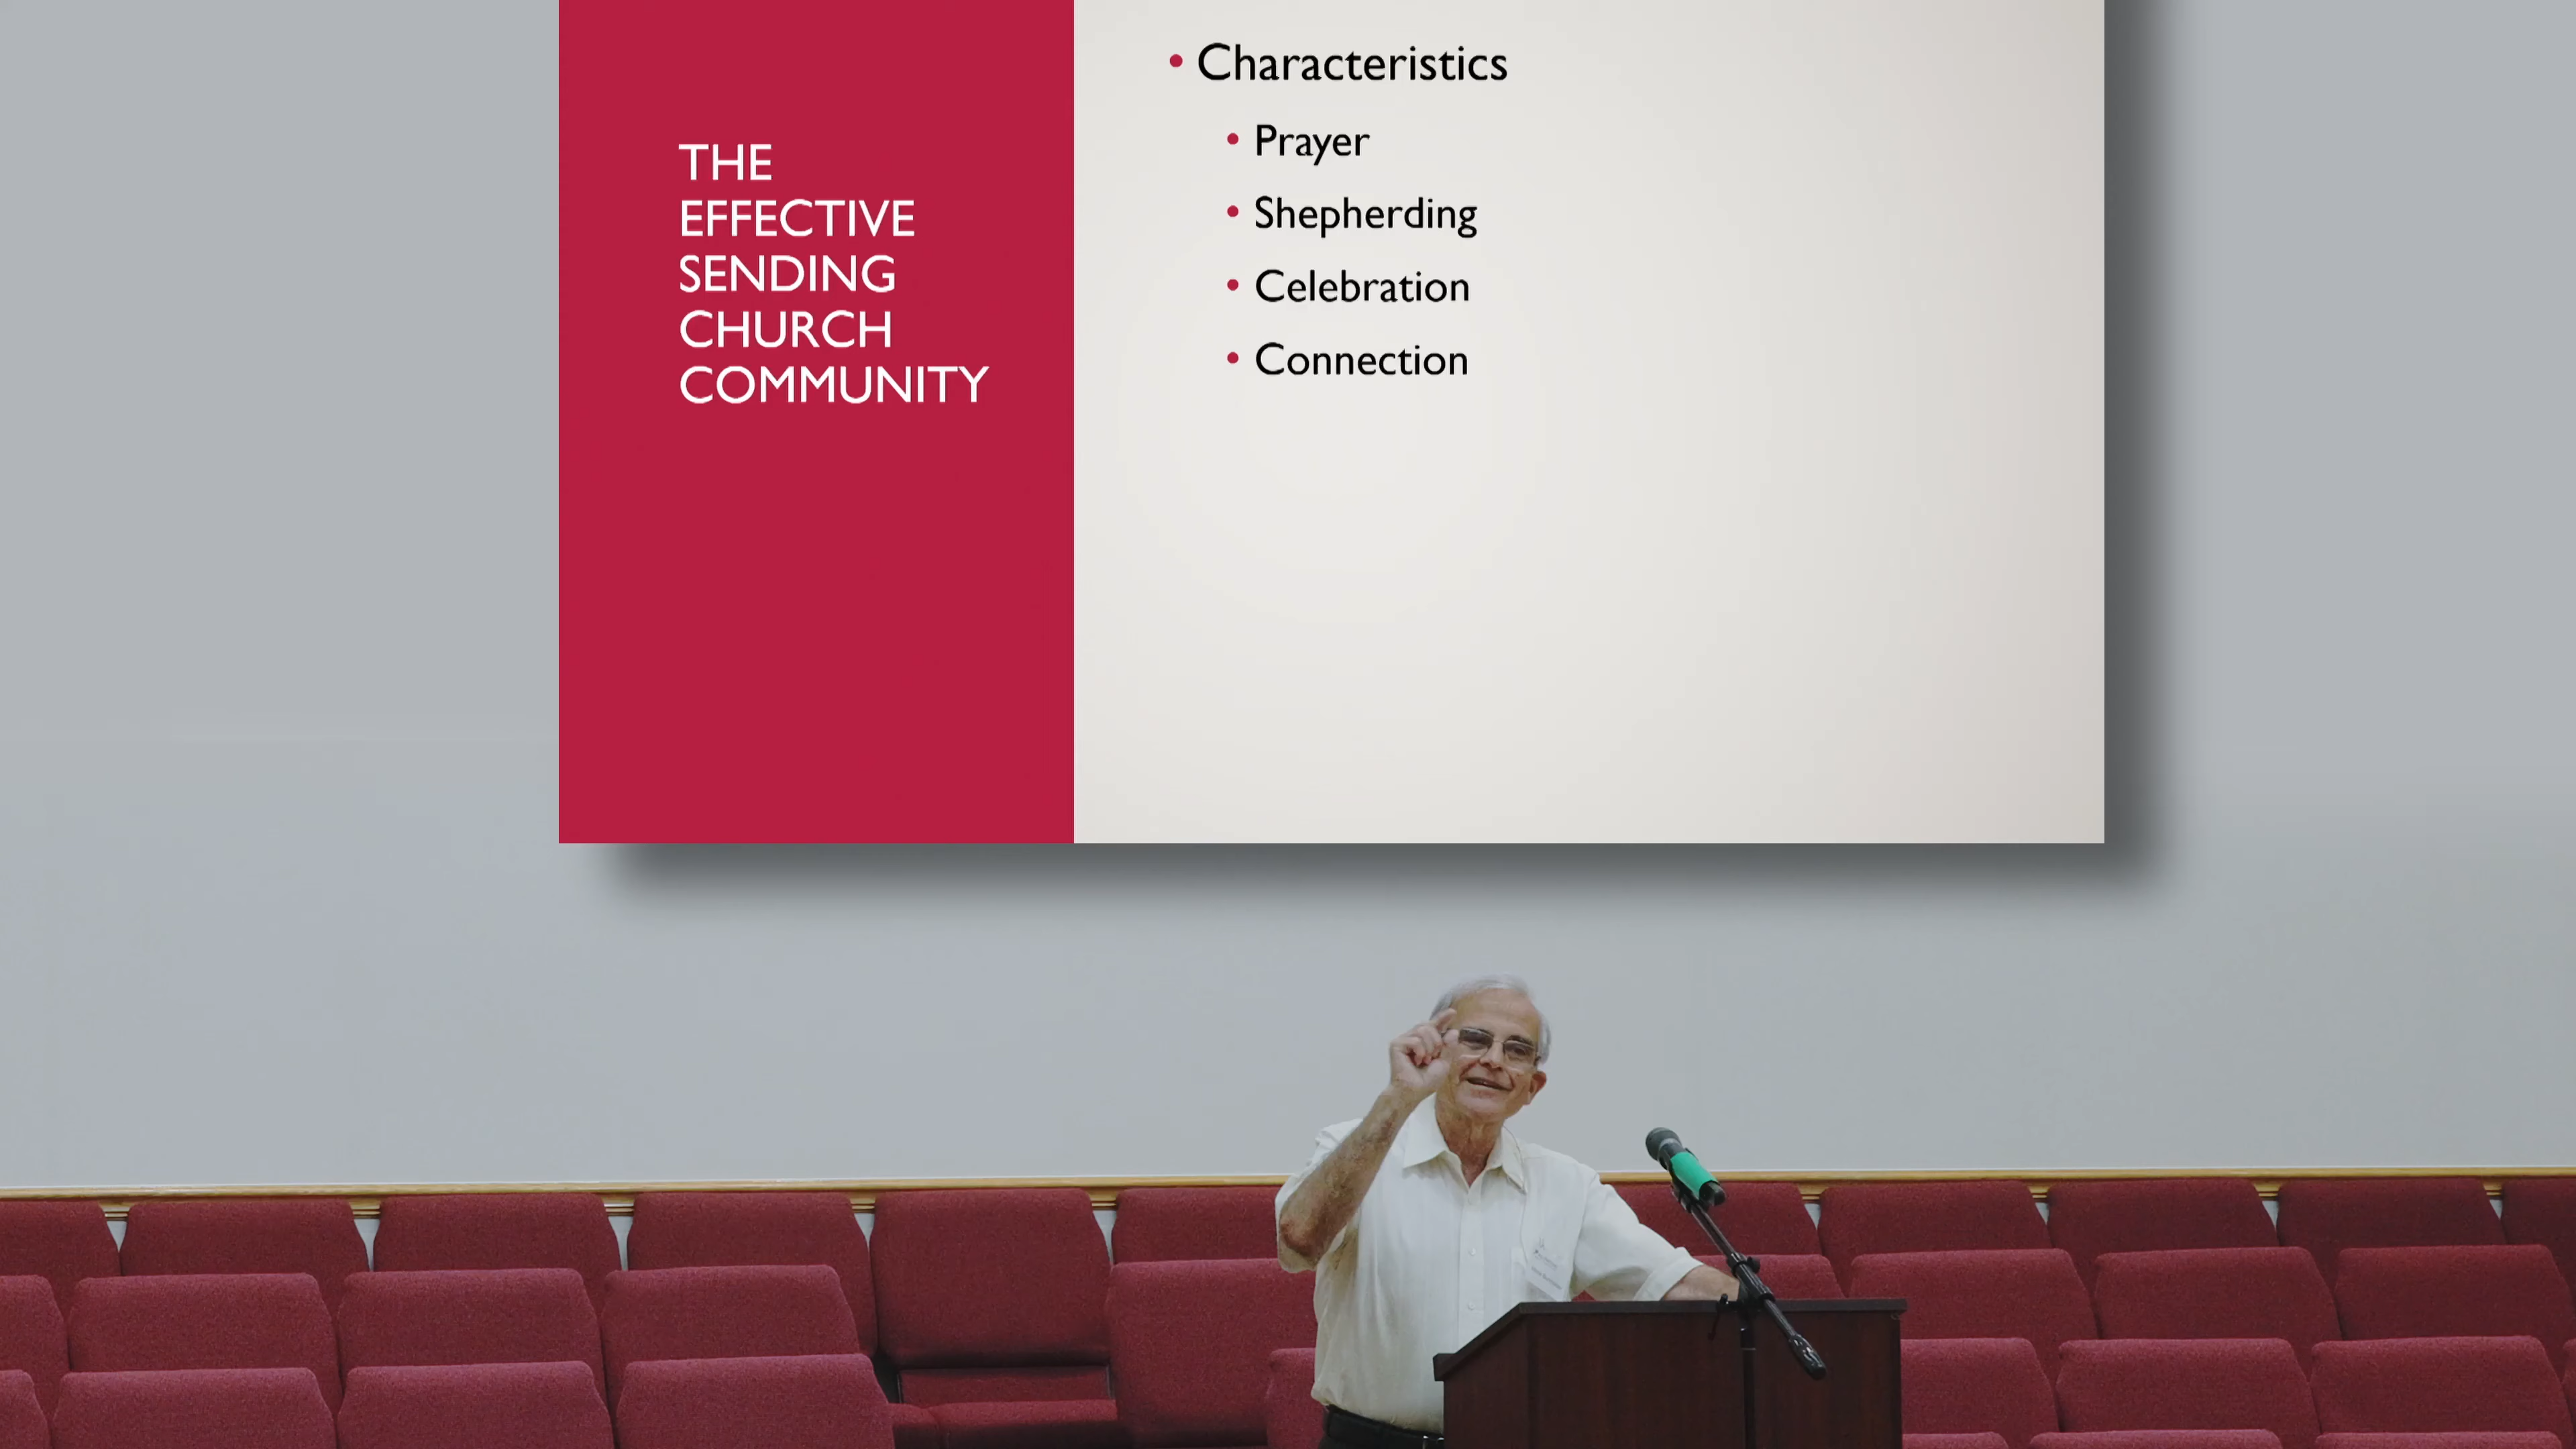 THE
EFFECTIVE
SENDING
CHURCH
COMMUNITY
• Characteristics
• Prayer
• Shepherding
• Celebration
• Connection